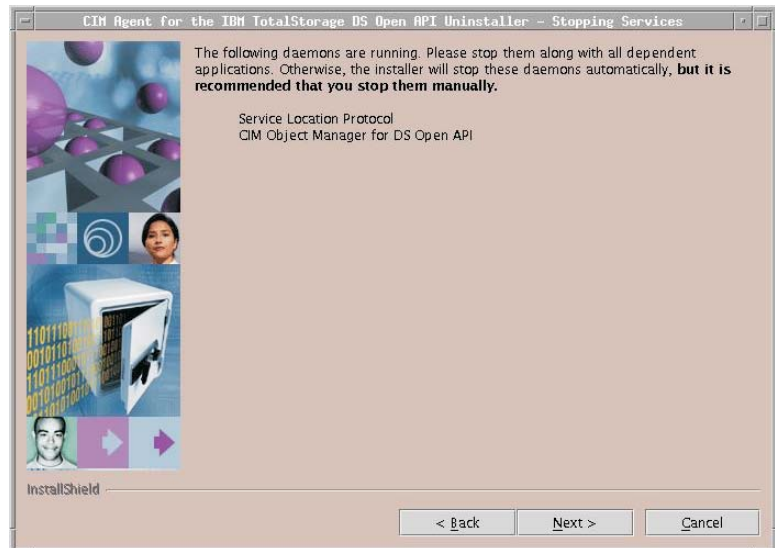 CIM Agent for the IBM TotalStorage DS Open API Uninstaller - Stopping Services
The following daemons are running. Please stop them along with all dependent
applications. Otherwise, the installer will stop these daemons automatically, but it is
recommended that you stop them manually.
Service Location Protocol
CIM Object Manager for DS Open API
InstallShield
< Back
Next >
Cancel